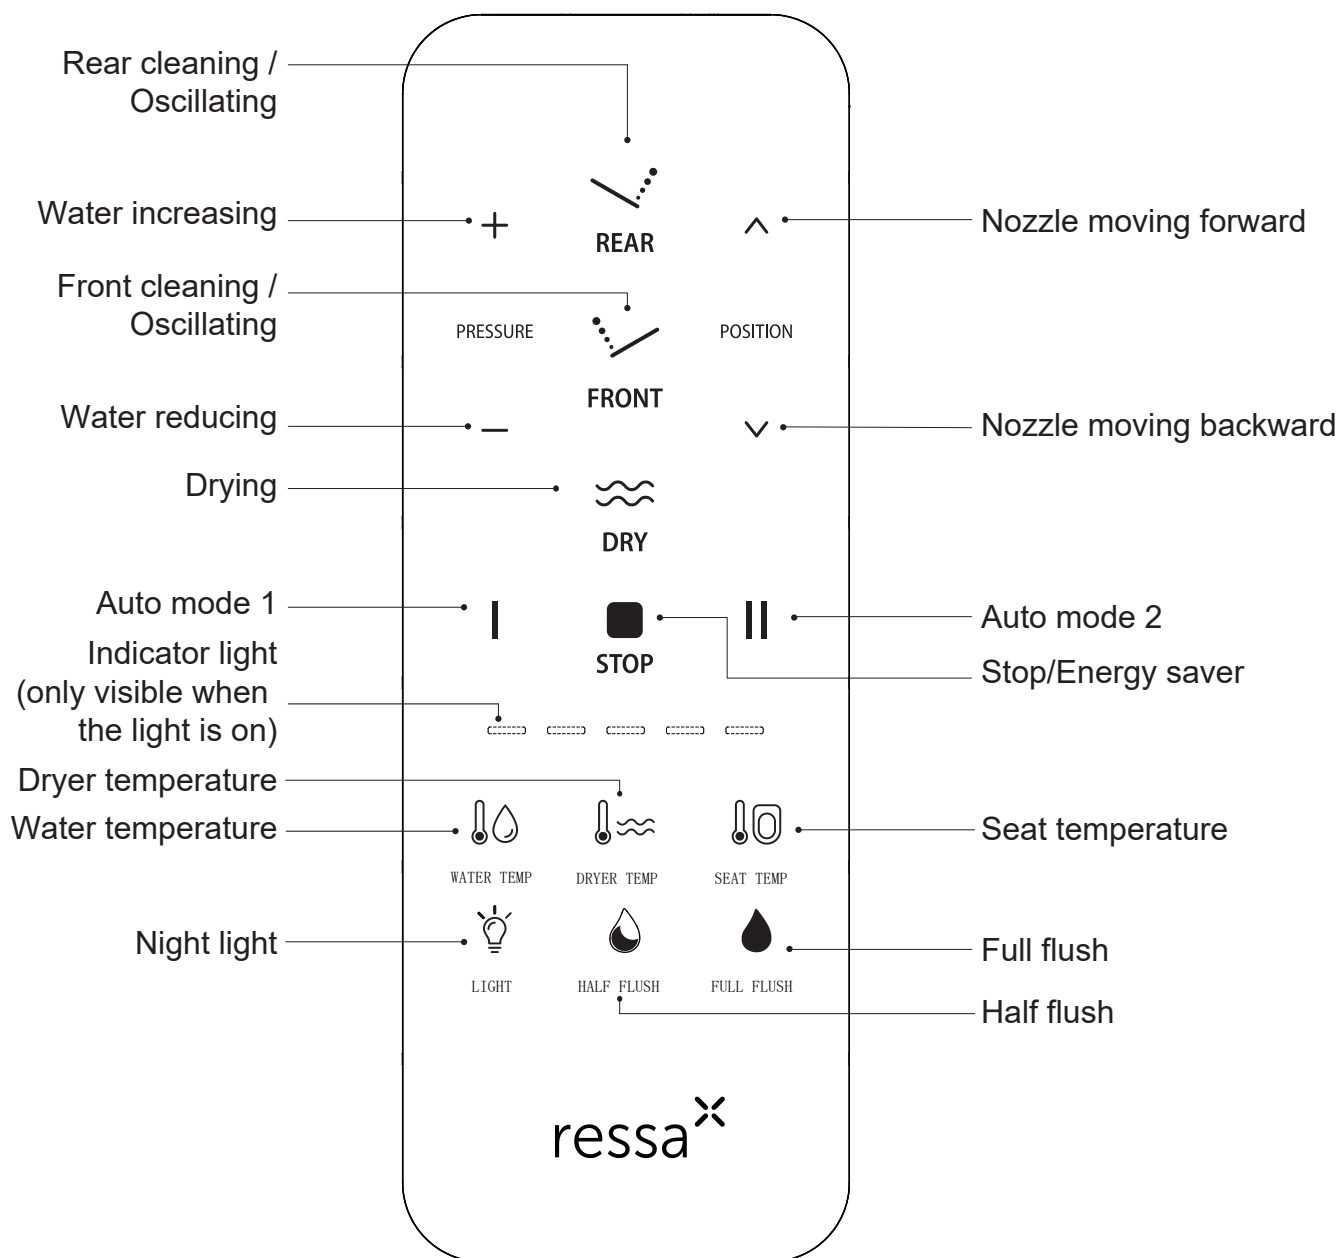 Rear cleaning /
Oscillating
Water increasing
REAR
Nozzle moving forward
Front cleaning /
Oscillating
PRESSURE
POSITION
FRONT
Water reducing
Nozzle moving backward
Drying
DRY
Auto mode 1
Auto mode 2
Indicator light
(only visible when
the light is on)
STOP
Stop/Energy saver
Dryer temperature
Water temperature
Seat temperature
WATER TEMP
DRYER TEMP
SEAT TEMP
Night light
Full flush
LIGHT
HALF FLUSH
FULL FLUSH
Half flush
ressa